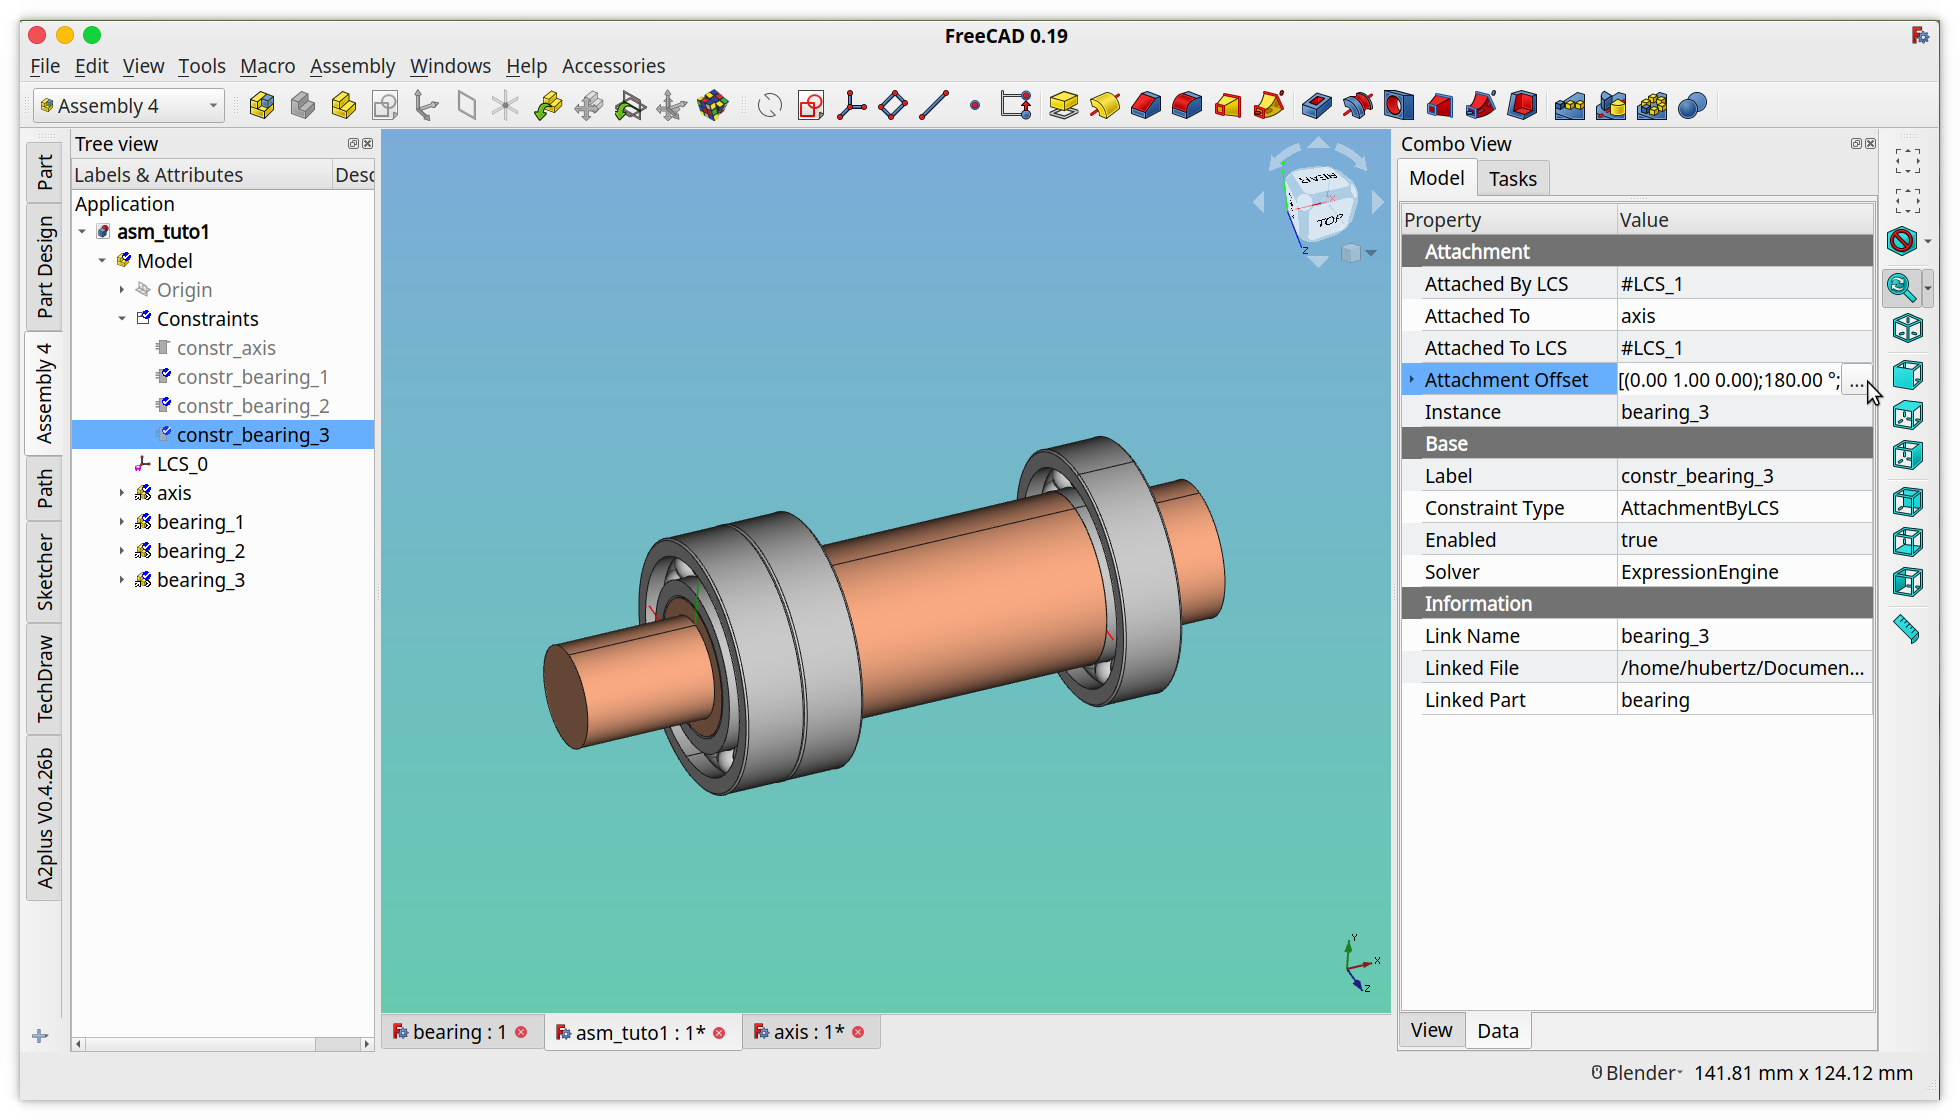 FreeCAD 0.19
File Edit View Tools Macro Assembly Windows Help Accessories
Assembly 4
Part
Part Design
Assembly 4
Path
Sketcher
TechDraw
A2plus V0.4.26b
Tree view
Labels & Attributes Desc
Application
asm_tuto1
Model
Origin
Constraints
constr_axis
constr_bearing_1
constr_bearing_2
constr_bearing_3
LCS_0
axis
bearing_1
bearing_2
bearing_3
REAR
TOP
X
Z
Y
X
Z
bearing : 1
asm_tuto1 : 1*
axis : 1*
Combo View
Model Tasks
Property Value
Attachment
Attached By LCS #LCS_1
Attached To axis
Attached To LCS #LCS_1
Attachment Offset [(0.00 1.00 0.00);180.00 °; ...
Instance bearing_3
Base
Label constr_bearing_3
Constraint Type AttachmentByLCS
Enabled true
Solver ExpressionEngine
Information
Link Name bearing_3
Linked File /home/hubertz/Documen...
Linked Part bearing
View Data
Blender 141.81 mm x 124.12 mm